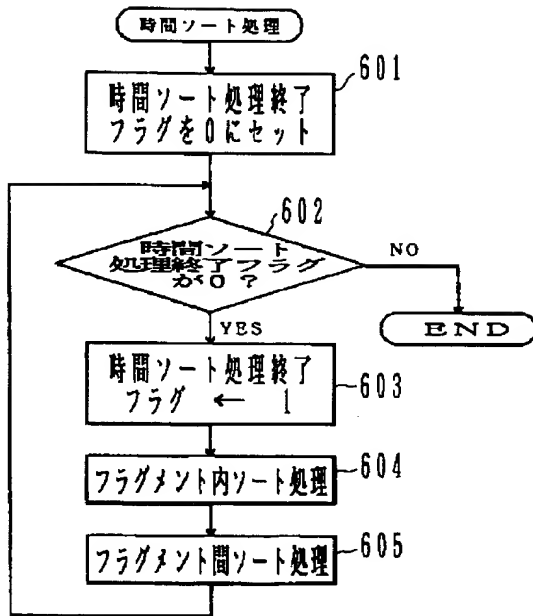 時間ソート処理
601
時間ソート処理終了
フラグを0にセット
602
時間ソート
処理終了フラグ
が0?
NO
END
YES
時間ソート処理終了
フラグ ← 1
603
フラグメント内ソート処理
604
フラグメント間ソート処理
605